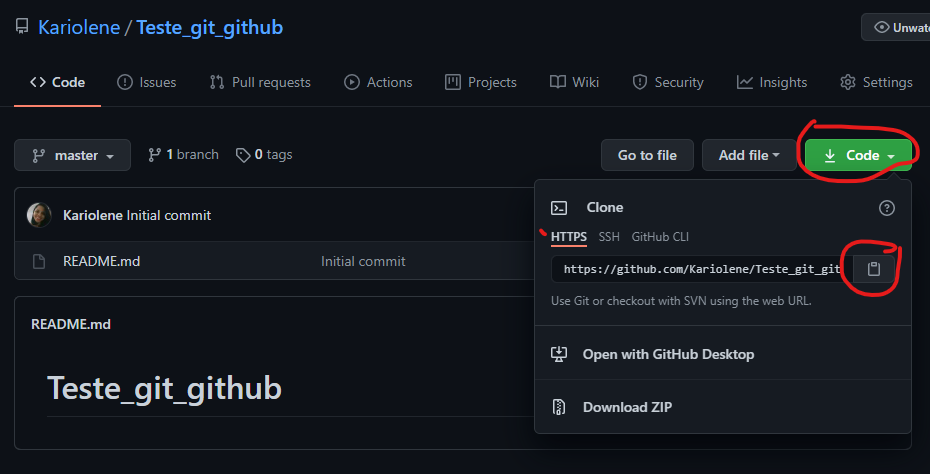 Kariolene / Teste_git_github
Unwatc
Code Issues Pull requests Actions Projects Wiki Security Insights Settings
master 1 branch 0 tags Go to file Add file Code
Kariolene Initial commit
README.md Initial commit
README.md
Teste_git_github
Clone
HTTPS SSH GitHub CLI
https://github.com/Kariolene/Teste_git_git
Use Git or checkout with SVN using the web URL.
Open with GitHub Desktop
Download ZIP